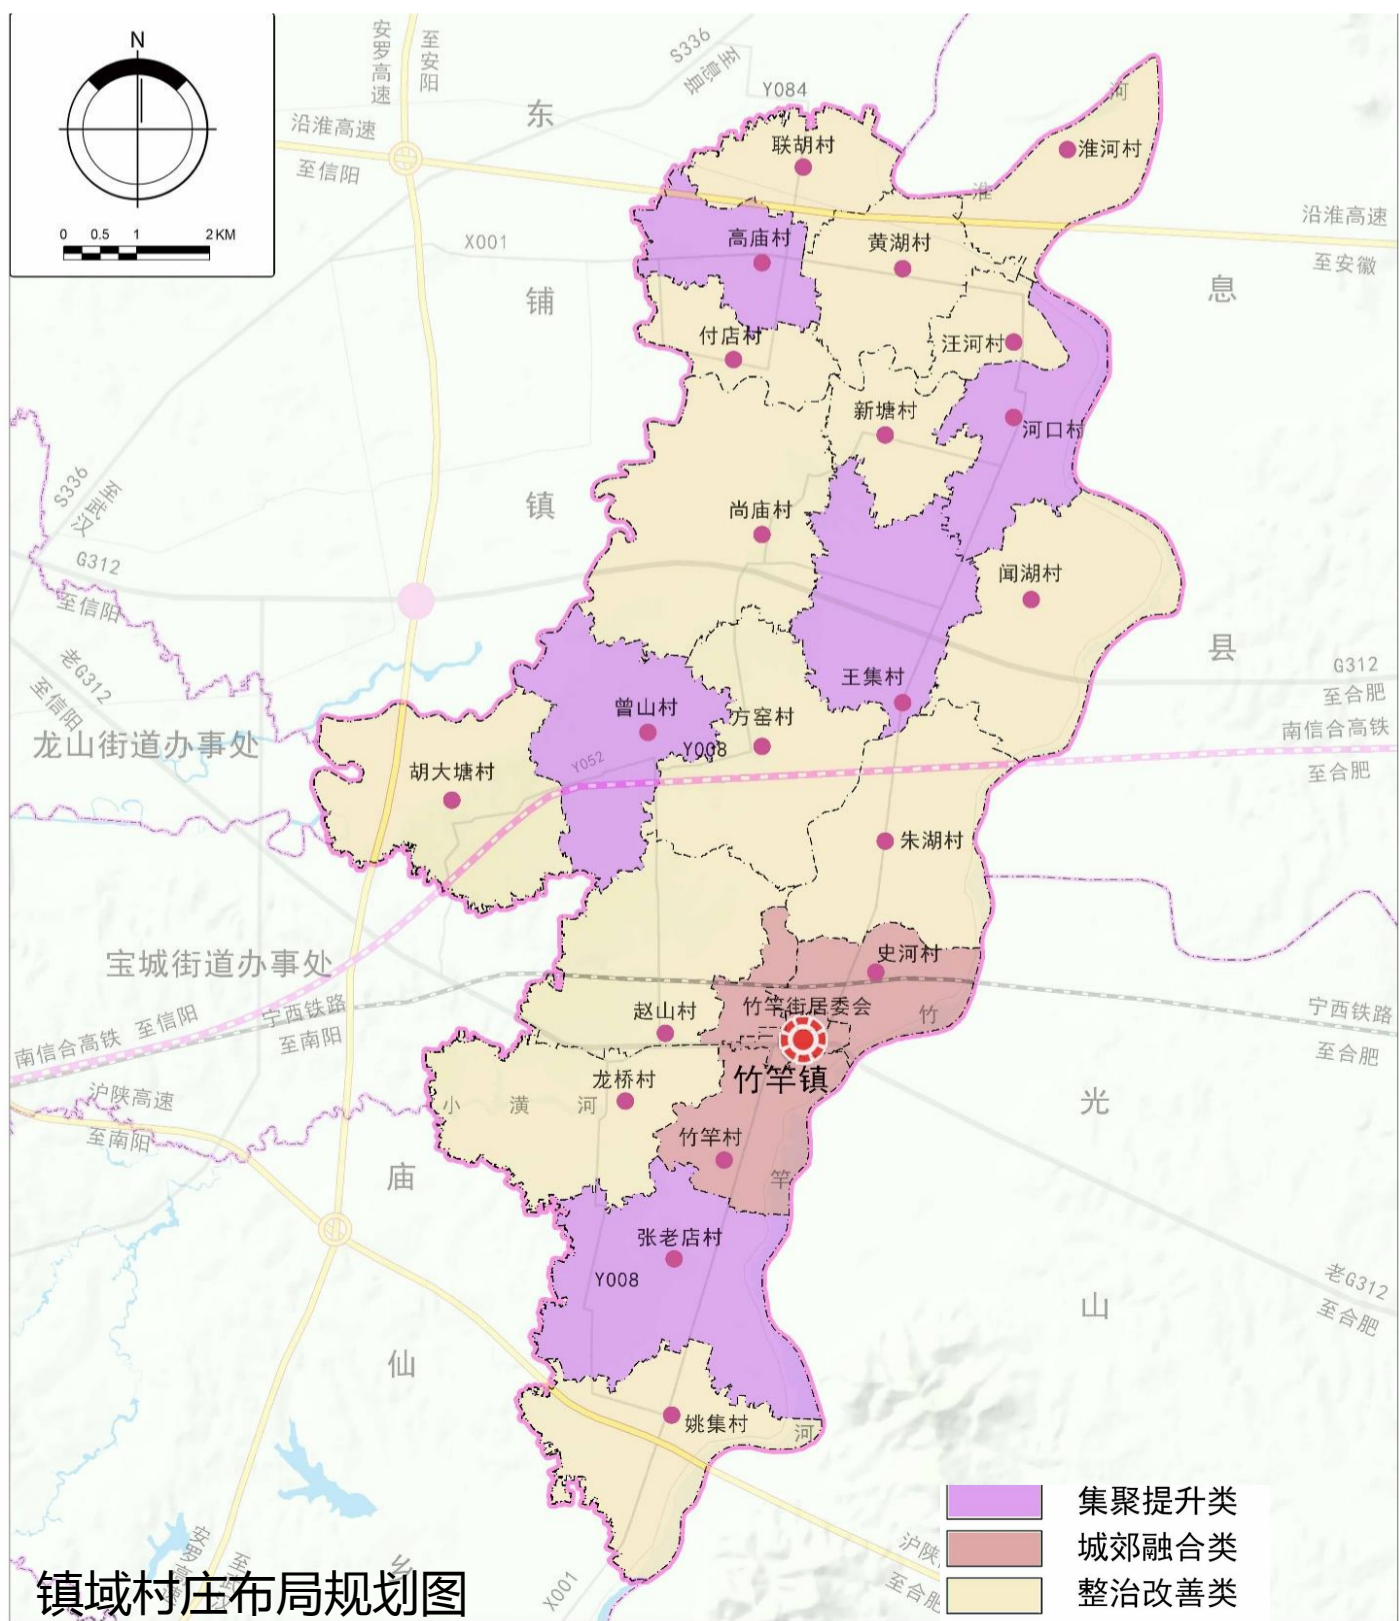 N
0 0.5 1 2KM
安罗高速
至安阳
S336
至息县
Y084
东
河
沿淮高速
至信阳
联胡村
淮河村
淮
沿淮高速
至安徽
X001
高庙村
黄湖村
息
铺
付店村
汪河村
新塘村
河口村
S336
至武汉
镇
尚庙村
G312
至信阳
闻湖村
县
老G312
至信阳
王集村
G312
至合肥
曾山村
方窑村
Y008
Y052
南信合高铁
至合肥
龙山街道办事处
胡大塘村
朱湖村
宝城街道办事处
史河村
宁西铁路
至南阳
赵山村
竹竿街居委会
竹
宁西铁路
至合肥
南信合高铁 至信阳
竹竿镇
龙桥村
小潢河
沪陕高速
至南阳
光
竹竿村
庙
竿
张老店村
Y008
老G312
至合肥
山
仙
姚集村
河
集聚提升类
城郊融合类
整治改善类
沪陕
至合肥
X001
乡
镇域村庄布局规划图